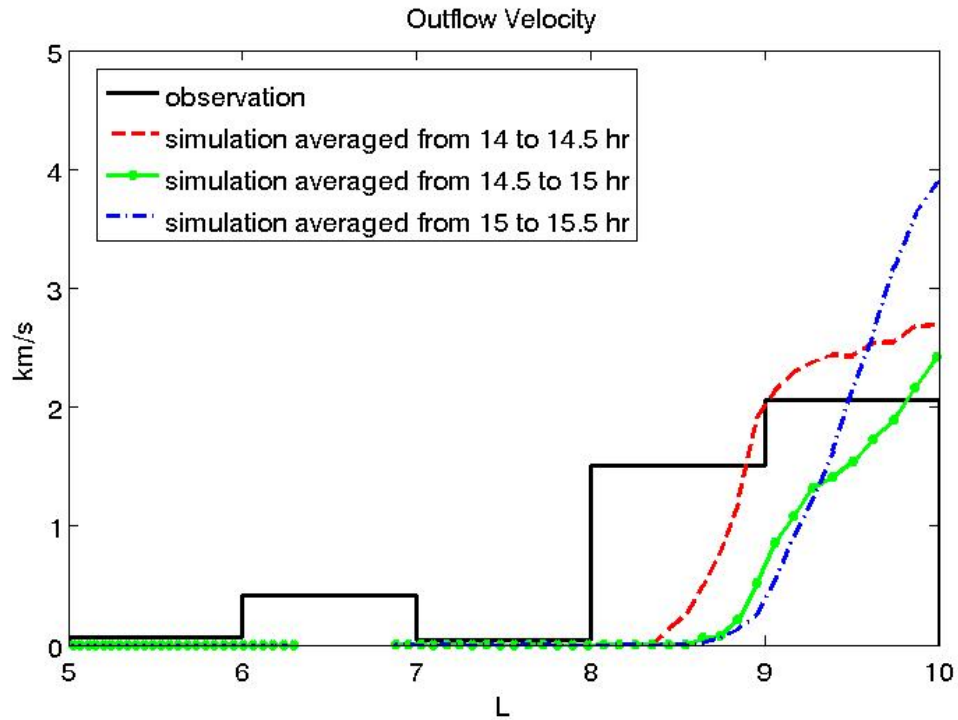 Outflow Velocity
5
4
3
2
1
0
km/s
observation
simulation averaged from 14 to 14.5 hr
simulation averaged from 14.5 to 15 hr
simulation averaged from 15 to 15.5 hr
5 6 7 8 9 10
L